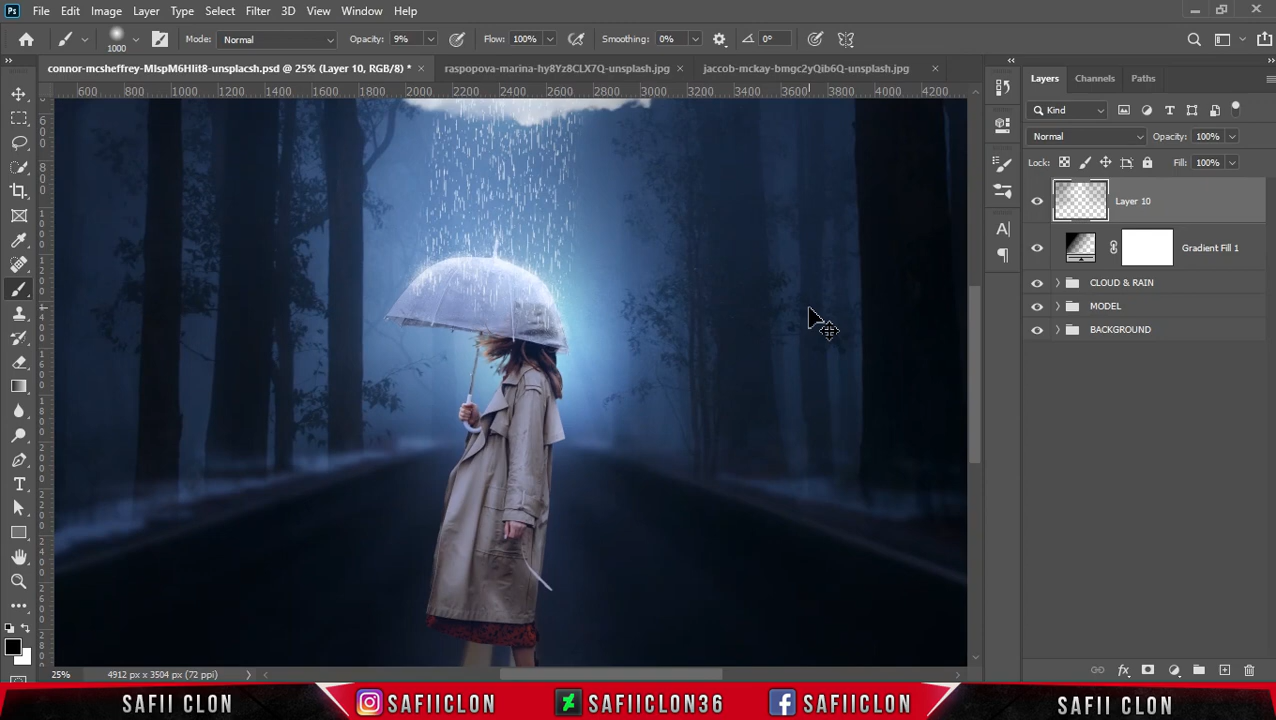 Ps File Edit Image Layer Type Select Filter 3D View Window Help
1000 Mode: Normal Opacity: 9% Flow: 100% Smoothing: 0% 0°
connor-mcsheffrey-MIspM6HIit8-unsplacsh.psd @ 25% (Layer 10, RGB/8) * × raspopova-marina-hy8Yz8CLX7Q-unsplash.jpg × jaccob-mckay-bmgc2yQib6Q-unsplash.jpg ×
600 800 1000 1200 1400 1600 1800 2000 2200 2400 2600 2800 3000 3200 3400 3600 3800 4000 4200
Layers Channels Paths
Kind
Normal Opacity: 100%
Lock: Fill: 100%
Layer 10
Gradient Fill 1
CLOUD & RAIN
MODEL
BACKGROUND
25% 4912 px x 3504 px (72 ppi)
SAFII CLON SAFIICLON SAFIICLON36 SAFIICLON SAFII CLON